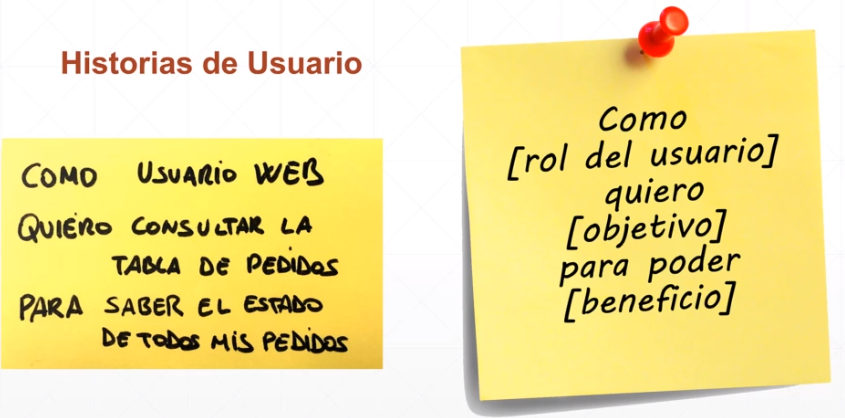 Historias de Usuario
COMO USUARIO WEB
QUIERO CONSULTAR LA
TABLA DE PEDIDOS
PARA SABER EL ESTADO
DE TODOS MIS PEDIDOS
Como
[rol del usuario]
quiero
[objetivo]
para poder
[beneficio]